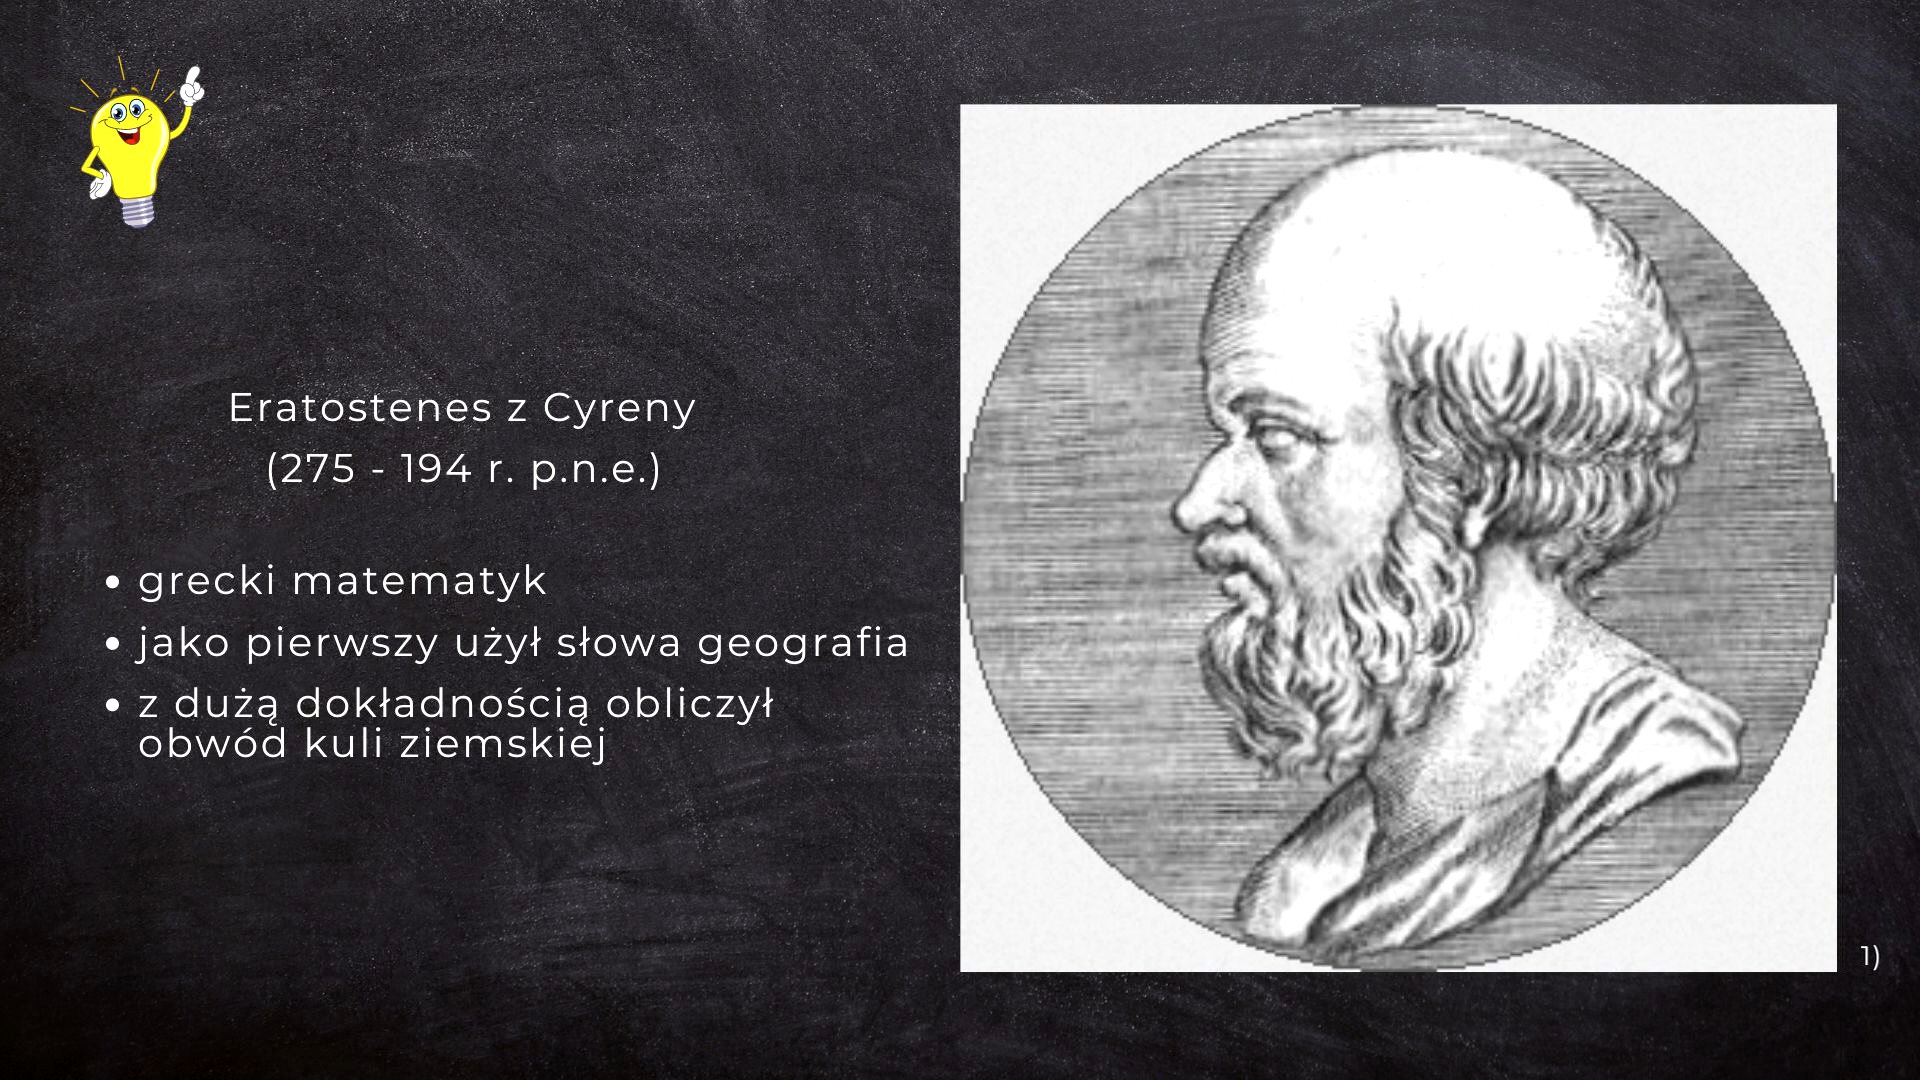 Eratostenes z Cyreny
(275 - 194 r. p.n.e.)
• grecki matematyk
• jako pierwszy użył słowa geografia
• z dużą dokładnością obliczył
obwód kuli ziemskiej
1)